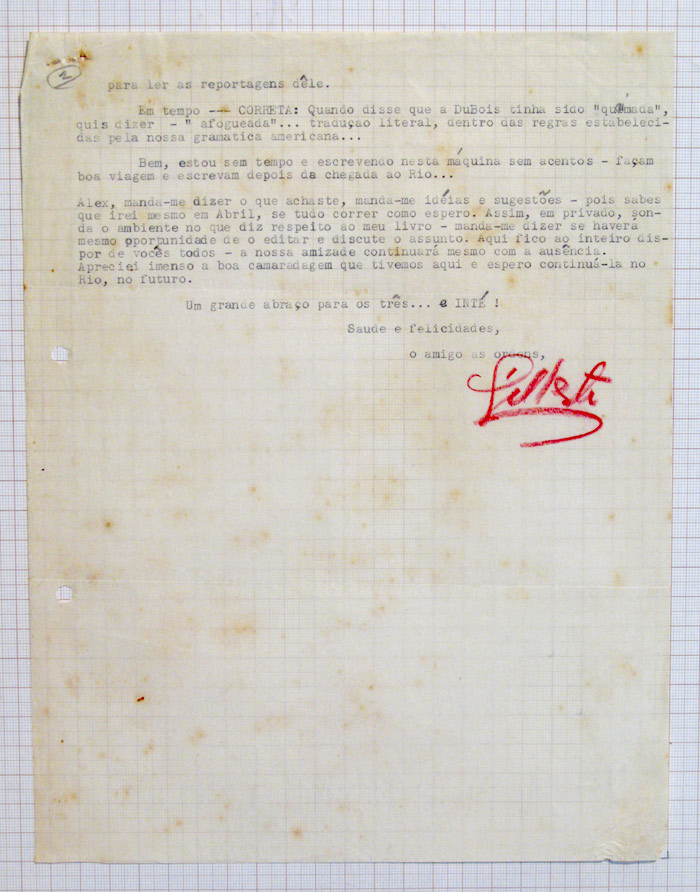 2
para ler as reportagens dêle.
Em tempo -- CORRETA: Quando disse que a DuBois tinha sido "queimada",
quis dizer - " afogueada"... tradução literal, dentro das regras estabeleci-
das pela nossa gramatica americana...
Bem, estou sem tempo e escrevendo nesta máquina sem acentos - façam
boa viagem e escrevam depois da chegada ao Rio...
Alex, manda-me dizer o que achaste, manda-me idéias e sugestões - pois sabes
que irei mesmo em Abril, se tudo correr como espero. Assim, em privado, son-
da o ambiente no que diz respeito ao meu livro - manda-me dizer se haverá
mesmo oportunidade de o editar e discute o assunto. Aqui fico ao inteiro dis-
por de vocês todos - a nossa amizade continuará mesmo com a ausência.
Apreciei imenso a boa camaradagem que tivemos aqui e espero continuá-la no
Rio, no futuro.
Um grande abraço para os três... e INTÉ !
Saude e felicidades,
o amigo as ordens,